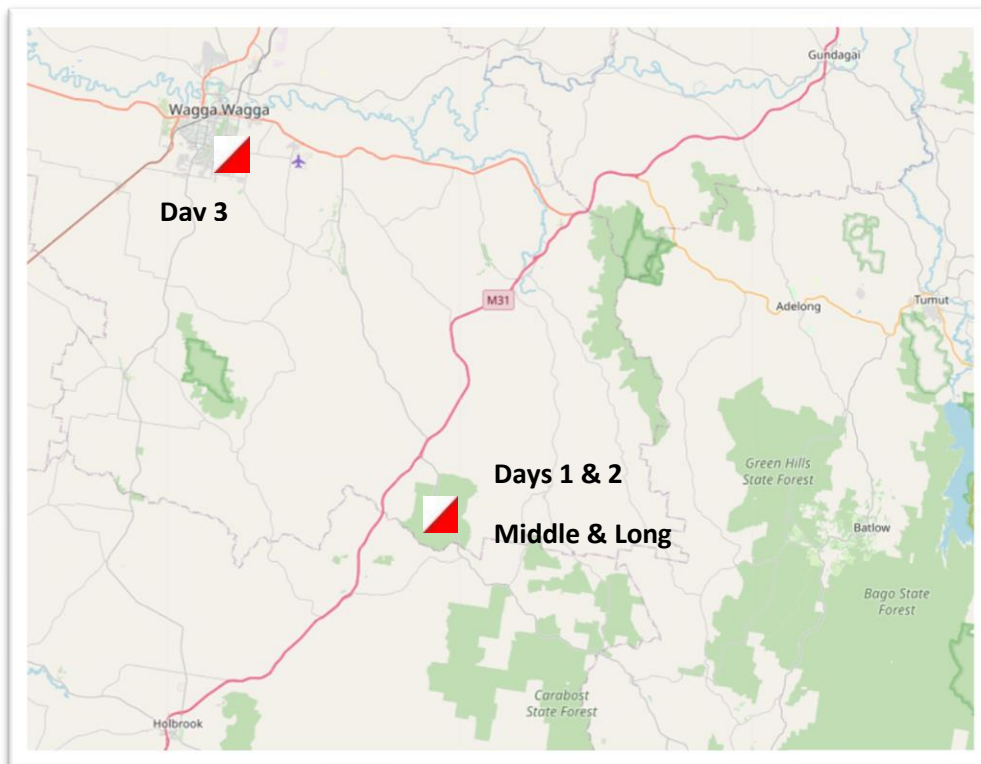 Gundagai
Wagga Wagga
Dav 3
M31
Adelong
Tumut
Days 1 & 2
Middle & Long
Green Hills
State Forest
Batlow
Bago State
Forest
Carabost
State Forest
Holbrook